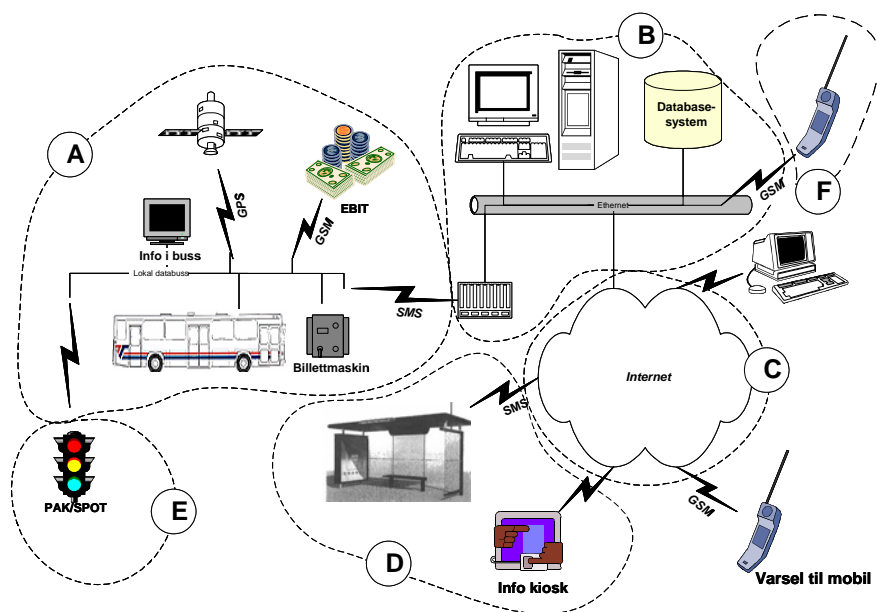 B
Database-
system
A
F
GSM
Ethernet
GPS
EBIT
GSM
Info i buss
Lokal databuss
SMS
Billettmaskin
Internet
C
SMS
PAK/SPOT
E
GSM
D
Info kiosk
Varsel til mobil